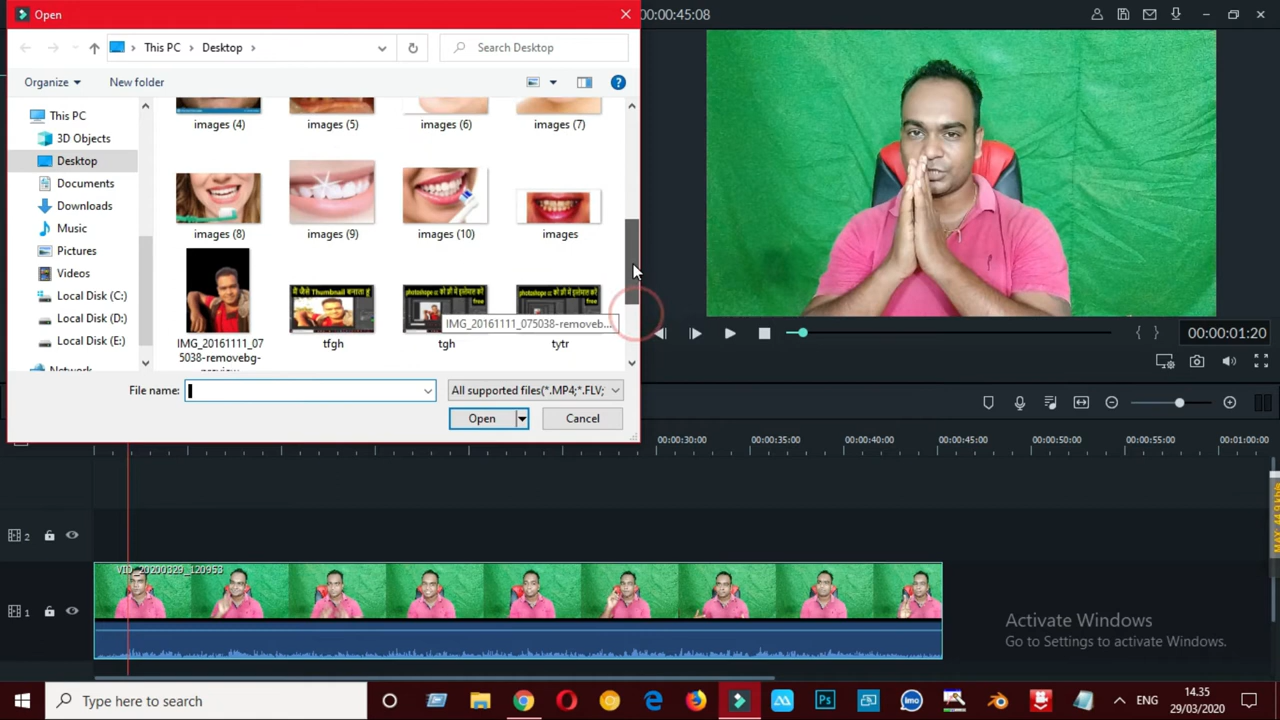 Open
00:00:45:08
This PC
Desktop
Search Desktop
Organize
New folder
This PC
3D Objects
Desktop
Documents
Downloads
Music
Pictures
Videos
Local Disk (C:)
Local Disk (D:)
Local Disk (E:)
images (4)
images (5)
images (6)
images (7)
images (8)
images (9)
images (10)
images
IMG_20161111_07
5038-removebg-
tfgh
tgh
tytr
IMG_20161111_075038-removeb...
File name:
All supported files(*.MP4;*.FLV;
Open
Cancel
00:00:01:20
00:00:30:00
00:00:35:00
00:00:40:00
00:00:45:00
00:00:50:00
00:00:55:00
00:01:00:00
2
VID_20200329_120953
1
Activate Windows
Go to Settings to activate Windows.
Type here to search
Ps
imo
ENG
14.35
29/03/2020